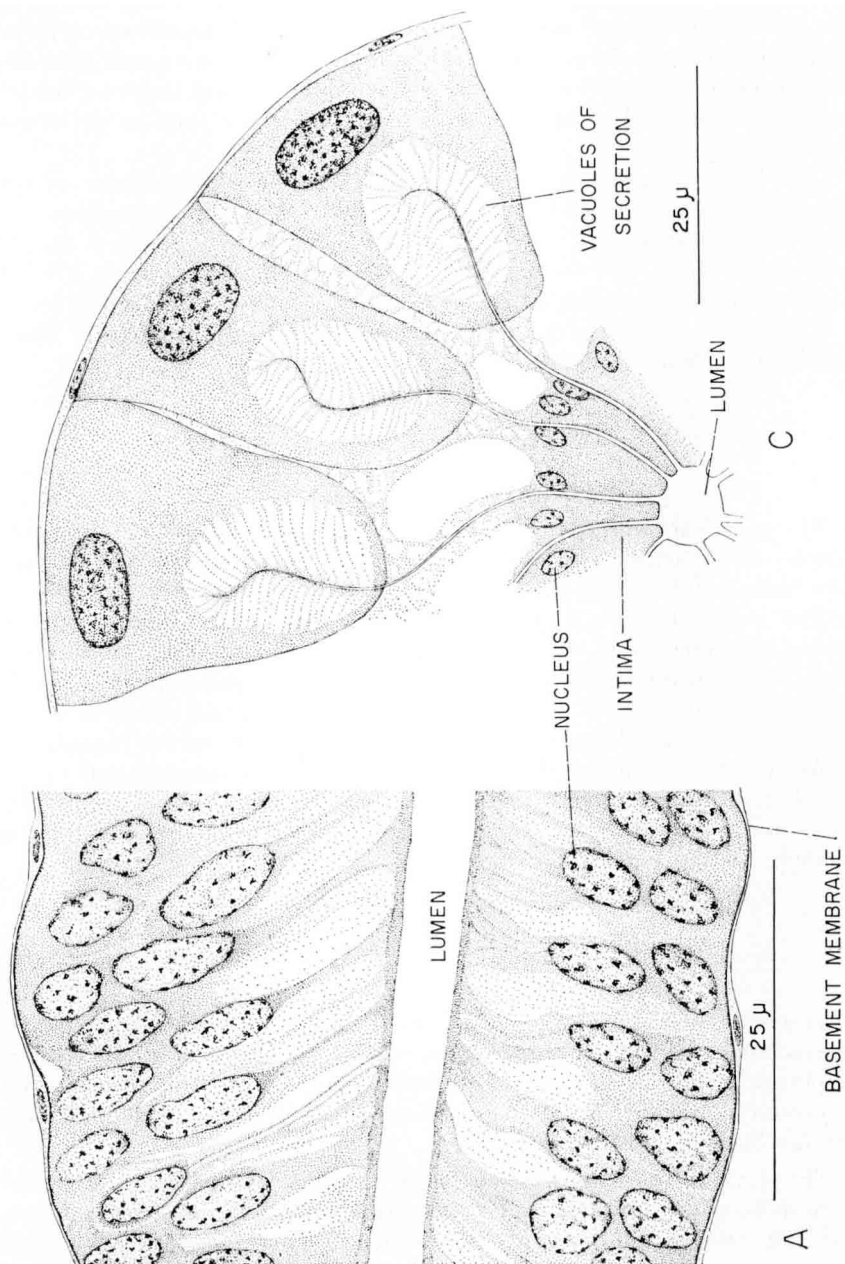 VACUOLES OF
SECRETION
25 μ
LUMEN
C
NUCLEUS
INTIMA
LUMEN
25 μ
BASEMENT MEMBRANE
A